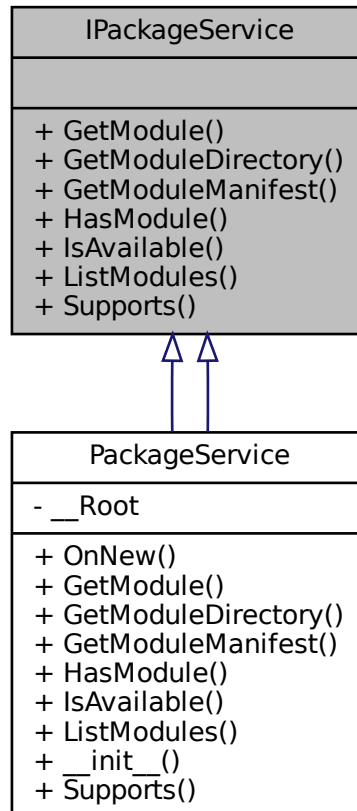 IPackageService
+ GetModule()
+ GetModuleDirectory()
+ GetModuleManifest()
+ HasModule()
+ IsAvailable()
+ ListModules()
+ Supports()
PackageService
- __Root
+ OnNew()
+ GetModule()
+ GetModuleDirectory()
+ GetModuleManifest()
+ HasModule()
+ IsAvailable()
+ ListModules()
+ __init__()
+ Supports()